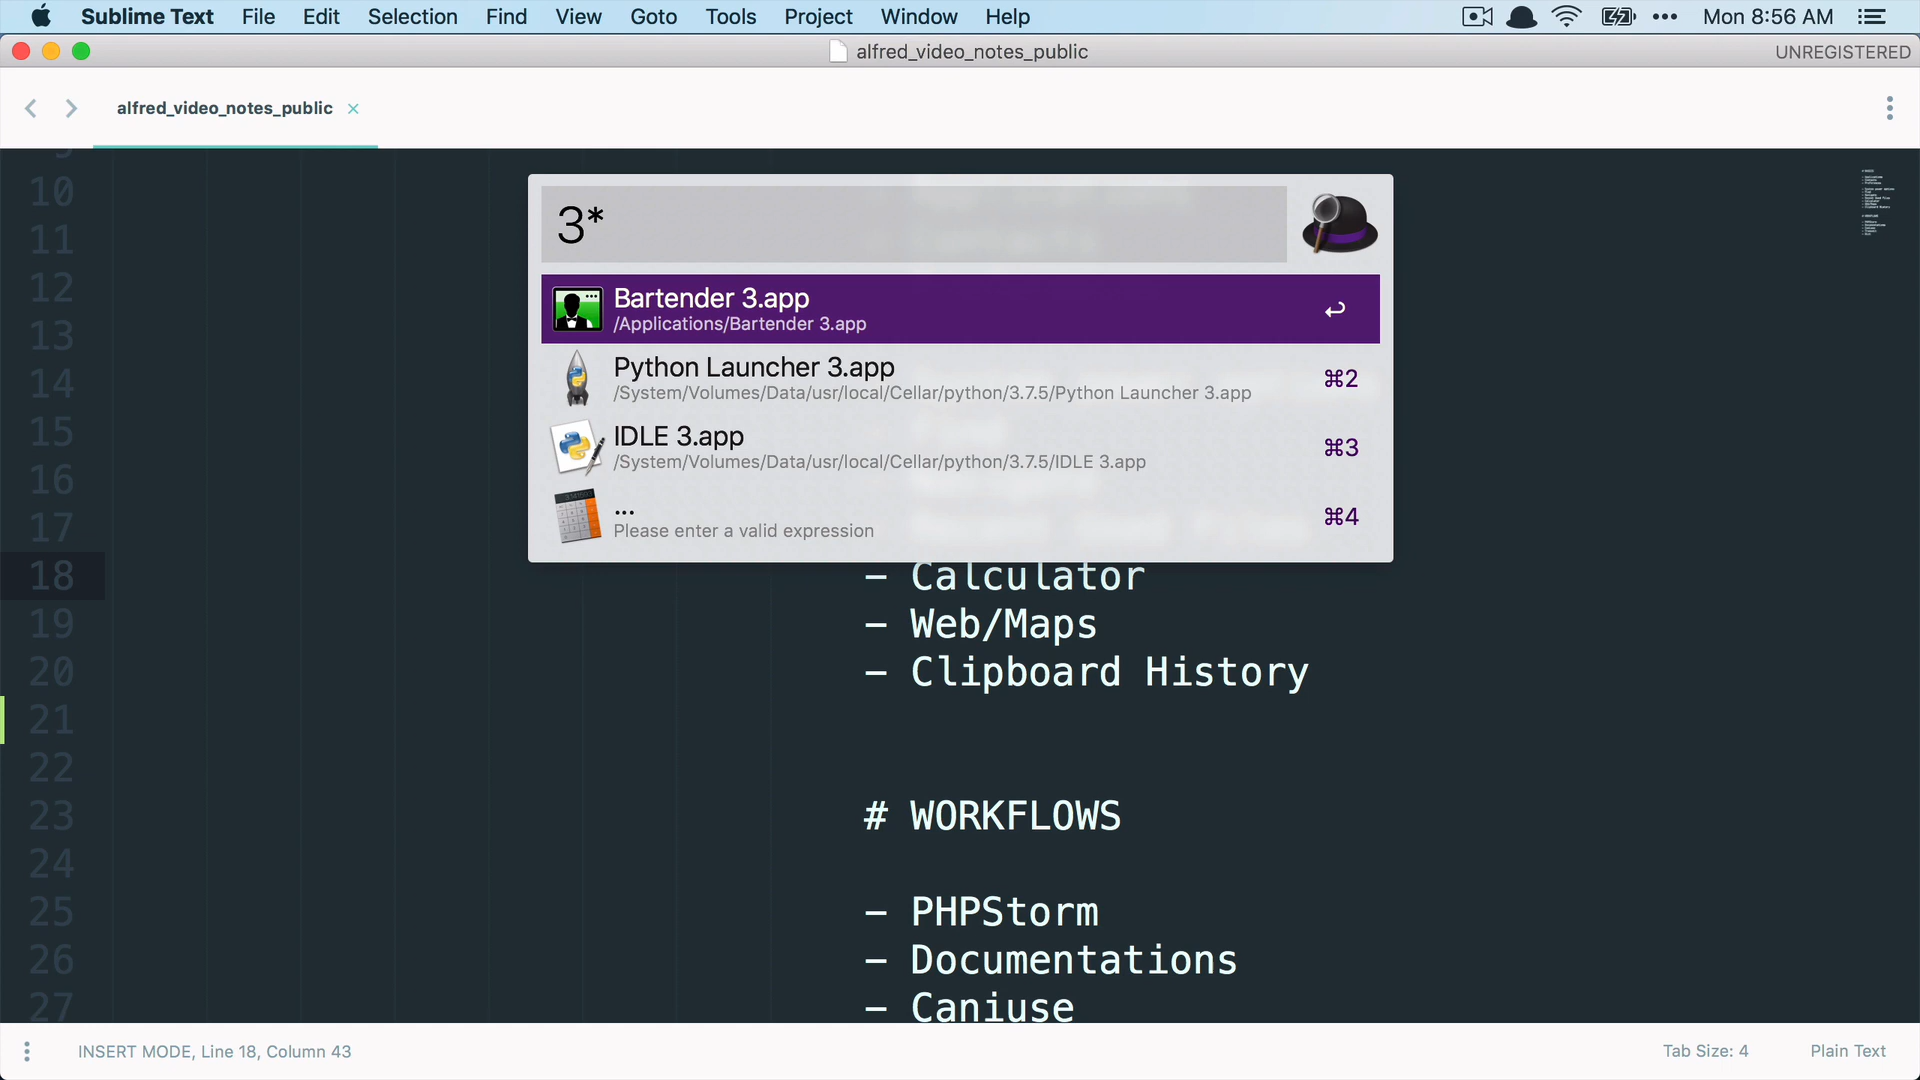 Sublime Text File Edit Selection Find View Goto Tools Project Window Help Mon 8:56 AM
alfred_video_notes_public UNREGISTERED
alfred_video_notes_public ×
3*
Bartender 3.app
/Applications/Bartender 3.app
Python Launcher 3.app
/System/Volumes/Data/usr/local/Cellar/python/3.7.5/Python Launcher 3.app
⌘2
IDLE 3.app
/System/Volumes/Data/usr/local/Cellar/python/3.7.5/IDLE 3.app
⌘3
...
Please enter a valid expression
⌘4
10
11
12
13
14
15
16
17
18 - Calculator
19 - Web/Maps
20 - Clipboard History
21
22
23 # WORKFLOWS
24
25 - PHPStorm
26 - Documentations
27 - Caniuse
INSERT MODE, Line 18, Column 43 Tab Size: 4 Plain Text